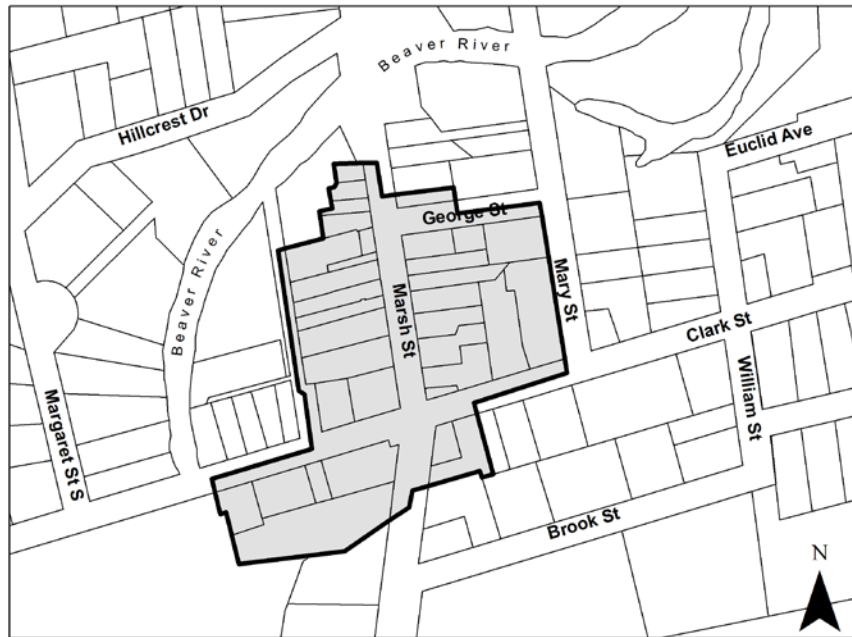 Beaver River
Hillcrest Dr
Euclid Ave
George St
Beaver River
Marsh St
Mary St
Clark St
Margaret St S
William St
Brook St
N